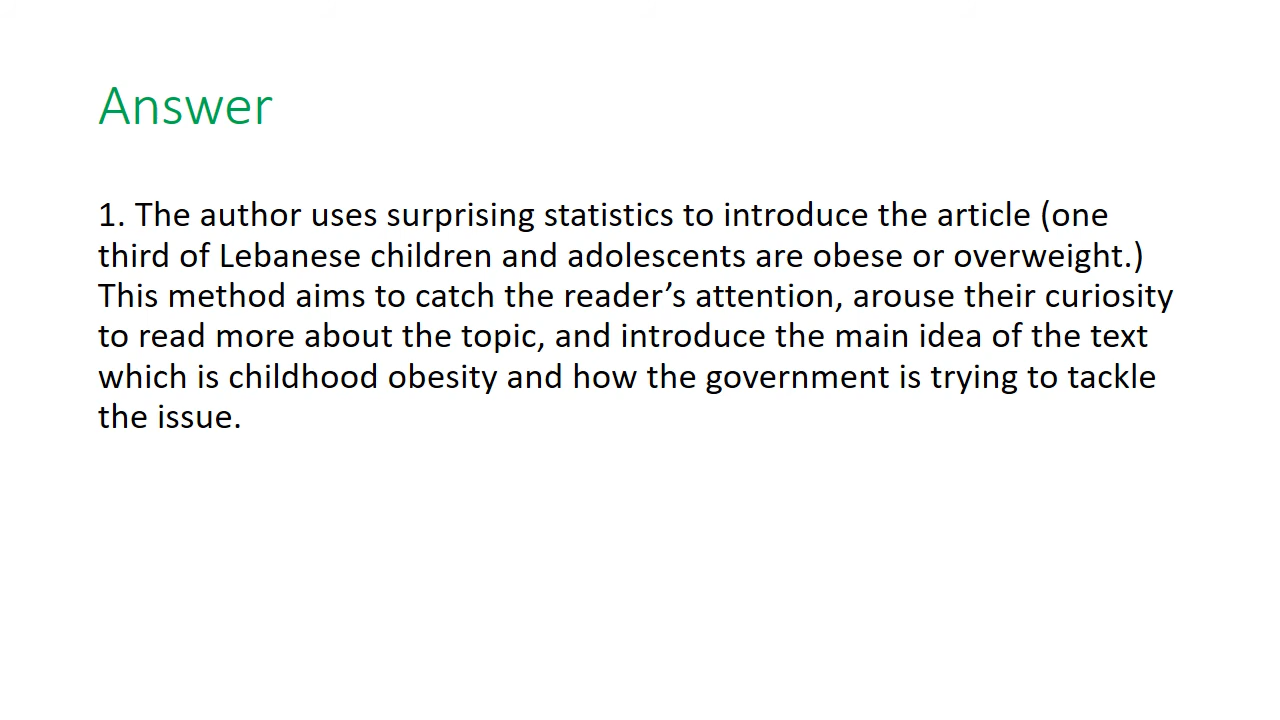 Answer
1. The author uses surprising statistics to introduce the article (one
third of Lebanese children and adolescents are obese or overweight.)
This method aims to catch the reader’s attention, arouse their curiosity
to read more about the topic, and introduce the main idea of the text
which is childhood obesity and how the government is trying to tackle
the issue.